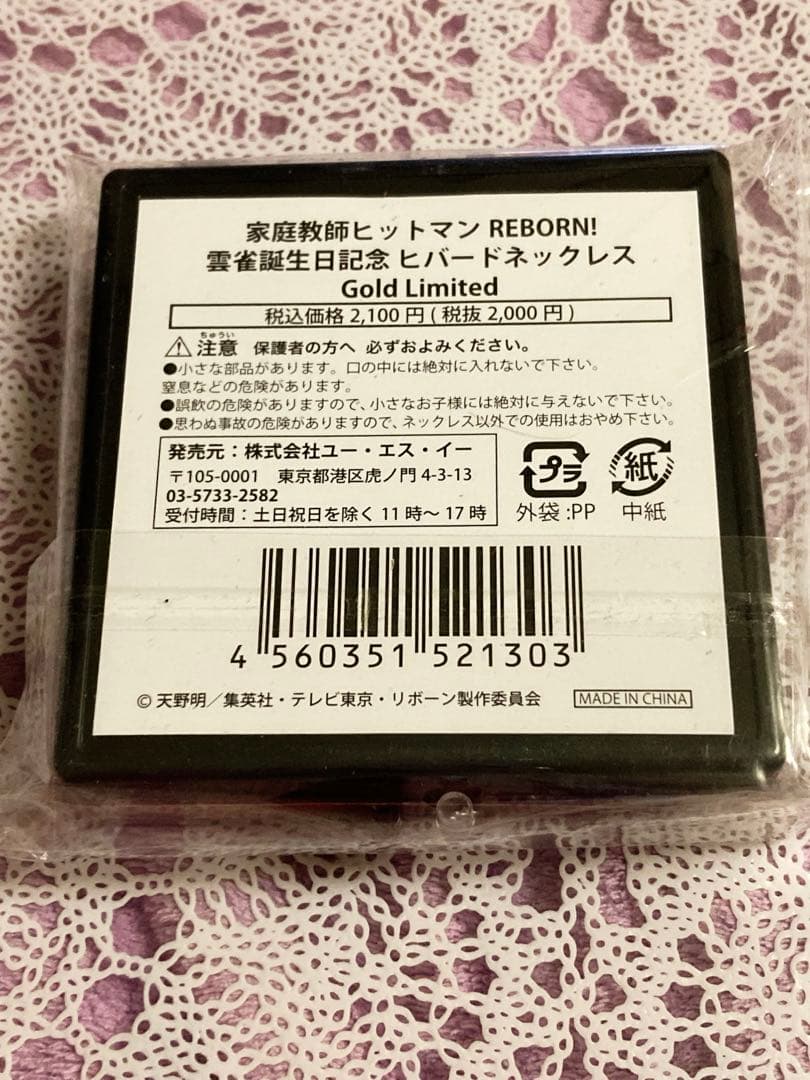 家庭教師ヒットマン REBORN!
雲雀誕生日記念 ヒバードネックレス
Gold Limited
税込価格 2,100 円 ( 税抜 2,000 円 )
ちゅうい
注意 保護者の方へ 必ずおよみください。
●小さな部品があります。口の中には絶対に入れないで下さい。
窒息などの危険があります。
●誤飲の危険がありますので、小さなお子様には絶対に与えないで下さい。
●思わぬ事故の危険がありますので、ネックレス以外での使用はおやめ下さい。
発売元：株式会社ユー・エス・イー
〒105-0001 東京都港区虎ノ門 4-3-13
03-5733-2582
受付時間：土日祝日を除く 11 時～ 17 時
プラ
外袋 :PP
紙
中紙
4 560351 521303
© 天野明／集英社・テレビ東京・リボーン製作委員会
MADE IN CHINA